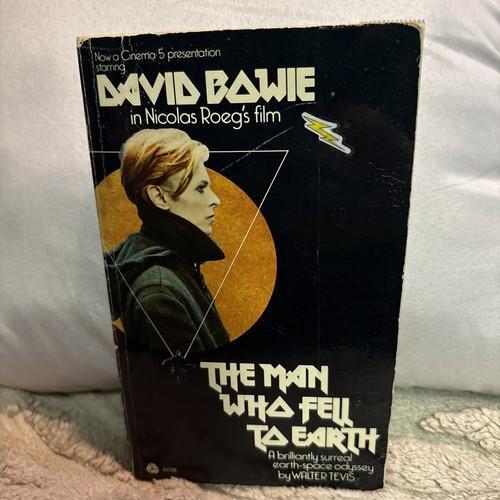 Now a Cinema 5 presentation
starring
DAVID BOWIE
in Nicolas Roeg's film
THE MAN
WHO FELL
TO EARTH
A brilliantly surreal
earth-space odyssey
by WALTER TEVIS
AVON